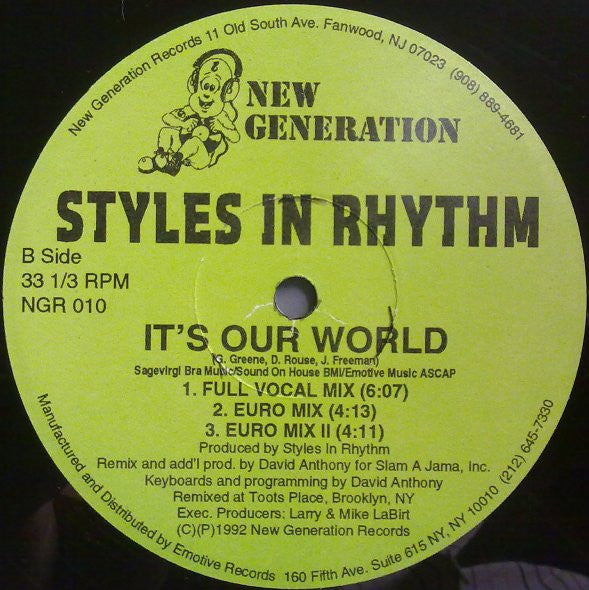 New Generation Records 11 Old South Ave. Fanwood, NJ 07023 (908) 889-4681
NEW
GENERATION
STYLES IN RHYTHM
B Side
33 1/3 RPM
NGR 010
IT'S OUR WORLD
(G. Greene, D. Rouse, J. Freeman)
Sagevirgl Bra Music/Sound On House BMI/Emotive Music ASCAP
1. FULL VOCAL MIX (6:07)
2. EURO MIX (4:13)
3. EURO MIX II (4:11)
Produced by Styles In Rhythm
Remix and add'l prod. by David Anthony for Slam A Jama, Inc.
Keyboards and programming by David Anthony
Remixed at Toots Place, Brooklyn, NY
Exec. Producers: Larry & Mike LaBirt
(C)(P)1992 New Generation Records
Manufactured and Distributed by Emotive Records 160 Fifth Ave. Suite 615 NY, NY 10010 (212) 645-7330